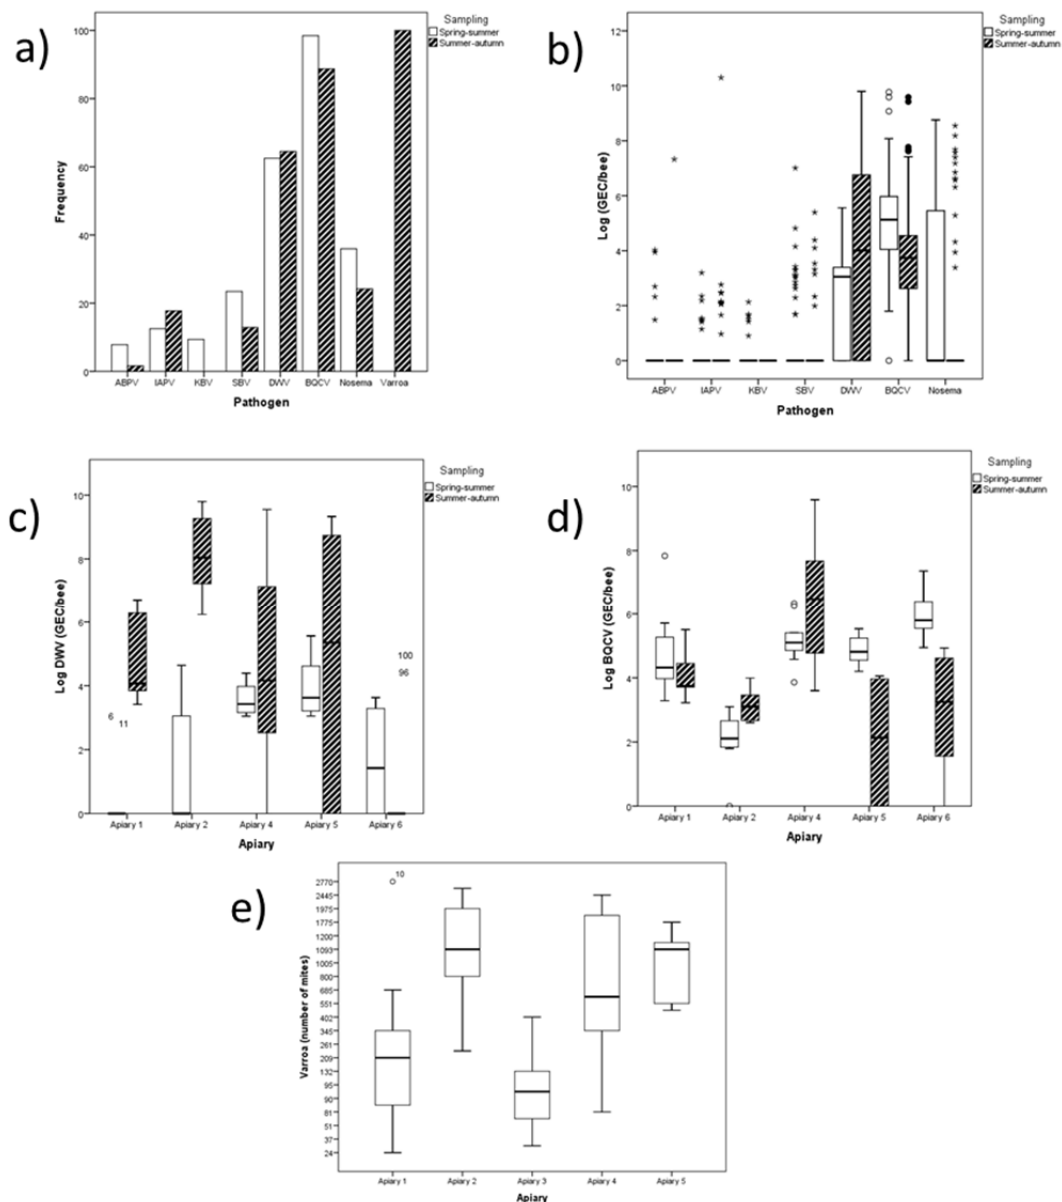 a)
Sampling
Spring-summer
Summer-autumn
100
80
60
40
20
0
Frequency
ABPV IAPV KBV SBV DWV BQCV Nosema Varroa
Pathogen
b)
Sampling
Spring-summer
Summer-autumn
12
10
8
6
4
2
0
Log (GEC/bee)
ABPV IAPV KBV SBV DWV BQCV Nosema
Pathogen
c)
Sampling
Spring-summer
Summer-autumn
10
8
6
4
2
0
Log DWV (GEC/bee)
6
11
100
96
Apiary 1 Apiary 2 Apiary 4 Apiary 5 Apiary 6
Apiary
d)
Sampling
Spring-summer
Summer-autumn
10
8
6
4
2
0
Log BQCV (GEC/bee)
Apiary 1 Apiary 2 Apiary 4 Apiary 5 Apiary 6
Apiary
e)
10
2770
2445
1975
1775
1200
1093
1005
800
685
551
402
345
261
209
132
95
90
81
51
37
24
Varroa (number of mites)
Apiary 1 Apiary 2 Apiary 3 Apiary 4 Apiary 5
Apiary